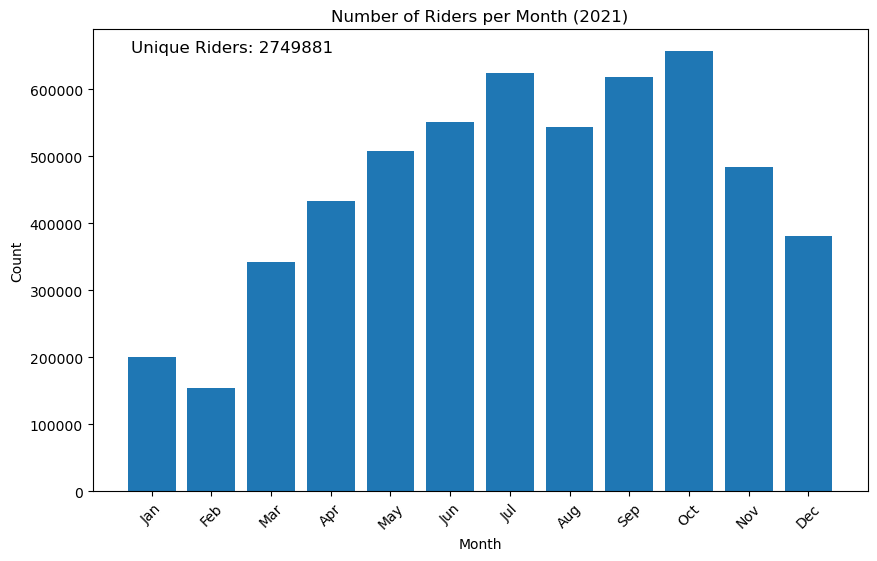 Number of Riders per Month (2021)
Unique Riders: 2749881
600000
500000
400000
300000
200000
100000
0
Count
Jan
Feb
Mar
Apr
May
Jun
Jul
Aug
Sep
Oct
Nov
Dec
Month